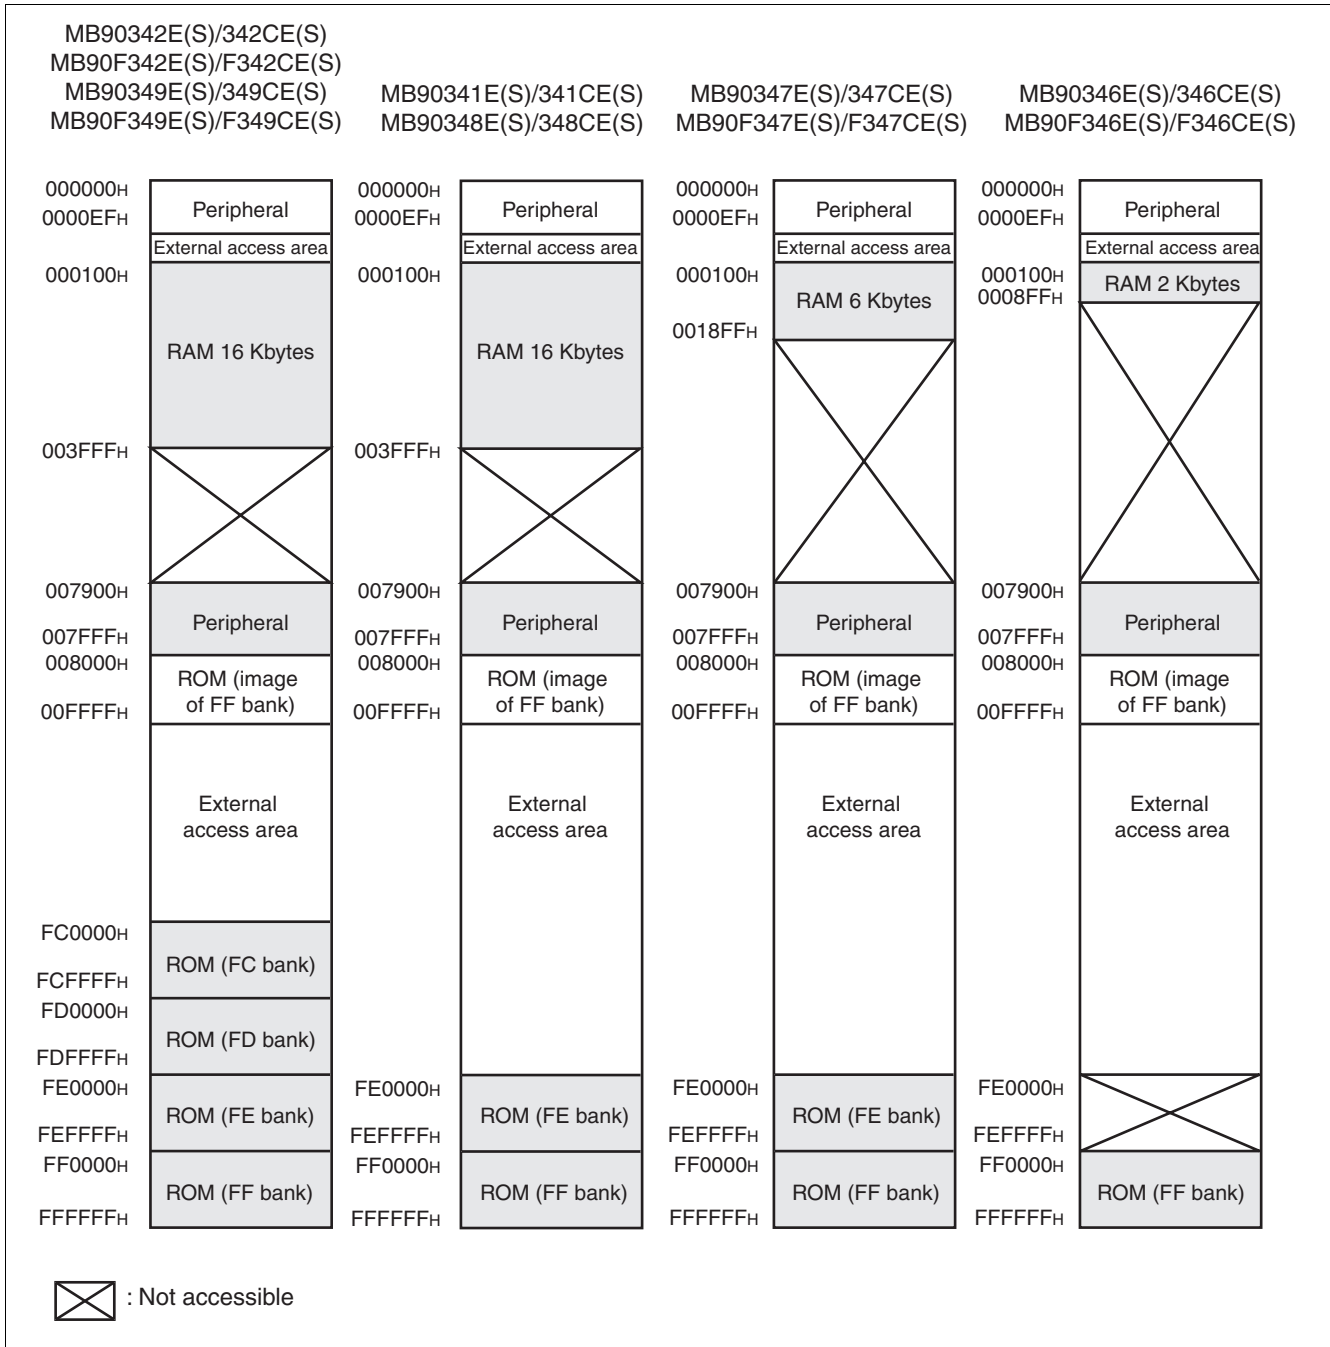 MB90342E(S)/342CE(S)
MB90F342E(S)/F342CE(S)
MB90349E(S)/349CE(S)
MB90F349E(S)/F349CE(S)
MB90341E(S)/341CE(S)
MB90348E(S)/348CE(S)
MB90347E(S)/347CE(S)
MB90F347E(S)/F347CE(S)
MB90346E(S)/346CE(S)
MB90F346E(S)/F346CE(S)
000000H
0000EFH
Peripheral
External access area
000100H
RAM 16 Kbytes
003FFFH
007900H
Peripheral
007FFFH
008000H
ROM (image
of FF bank)
00FFFFH
External
access area
FC0000H
ROM (FC bank)
FCFFFFH
FD0000H
ROM (FD bank)
FDFFFFH
FE0000H
ROM (FE bank)
FEFFFFH
FF0000H
ROM (FF bank)
FFFFFFH
000000H
0000EFH
Peripheral
External access area
000100H
RAM 16 Kbytes
003FFFH
007900H
Peripheral
007FFFH
008000H
ROM (image
of FF bank)
00FFFFH
External
access area
FE0000H
ROM (FE bank)
FEFFFFH
FF0000H
ROM (FF bank)
FFFFFFH
000000H
0000EFH
Peripheral
External access area
000100H
RAM 6 Kbytes
0018FFH
007900H
Peripheral
007FFFH
008000H
ROM (image
of FF bank)
00FFFFH
External
access area
FE0000H
ROM (FE bank)
FEFFFFH
FF0000H
ROM (FF bank)
FFFFFFH
000000H
0000EFH
Peripheral
External access area
000100H
RAM 2 Kbytes
0008FFH
007900H
Peripheral
007FFFH
008000H
ROM (image
of FF bank)
00FFFFH
External
access area
FE0000H
FEFFFFH
FF0000H
ROM (FF bank)
FFFFFFH
: Not accessible